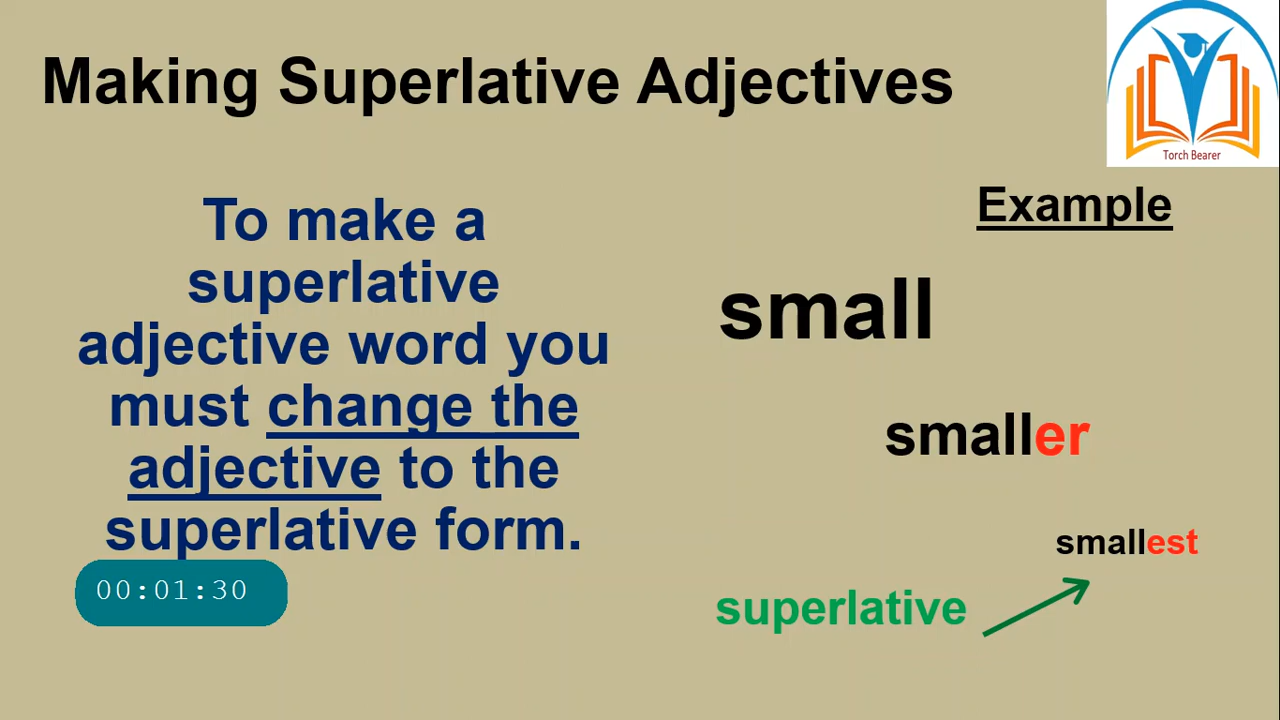 Making Superlative Adjectives
Torch Bearer
To make a
superlative
adjective word you
must change the
adjective to the
superlative form.
00:01:30
Example
small
smaller
smallest
superlative